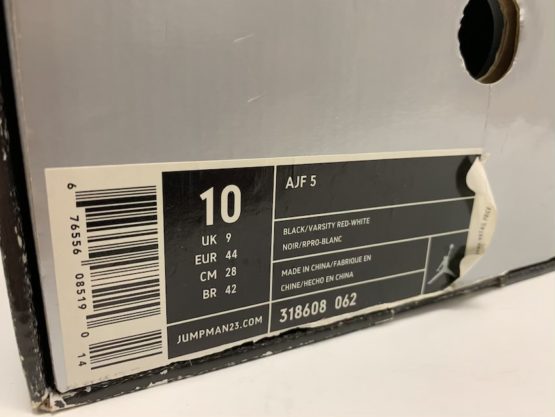 6 76556 08519 0 14
10
UK 9
EUR 44
CM 28
BR 42
JUMPMAN23.COM
AJF 5
BLACK/VARSITY RED-WHITE
NOIR/RPRO-BLANC
MADE IN CHINA/FABRIQUE EN
CHINE/HECHO EN CHINA
318608 062